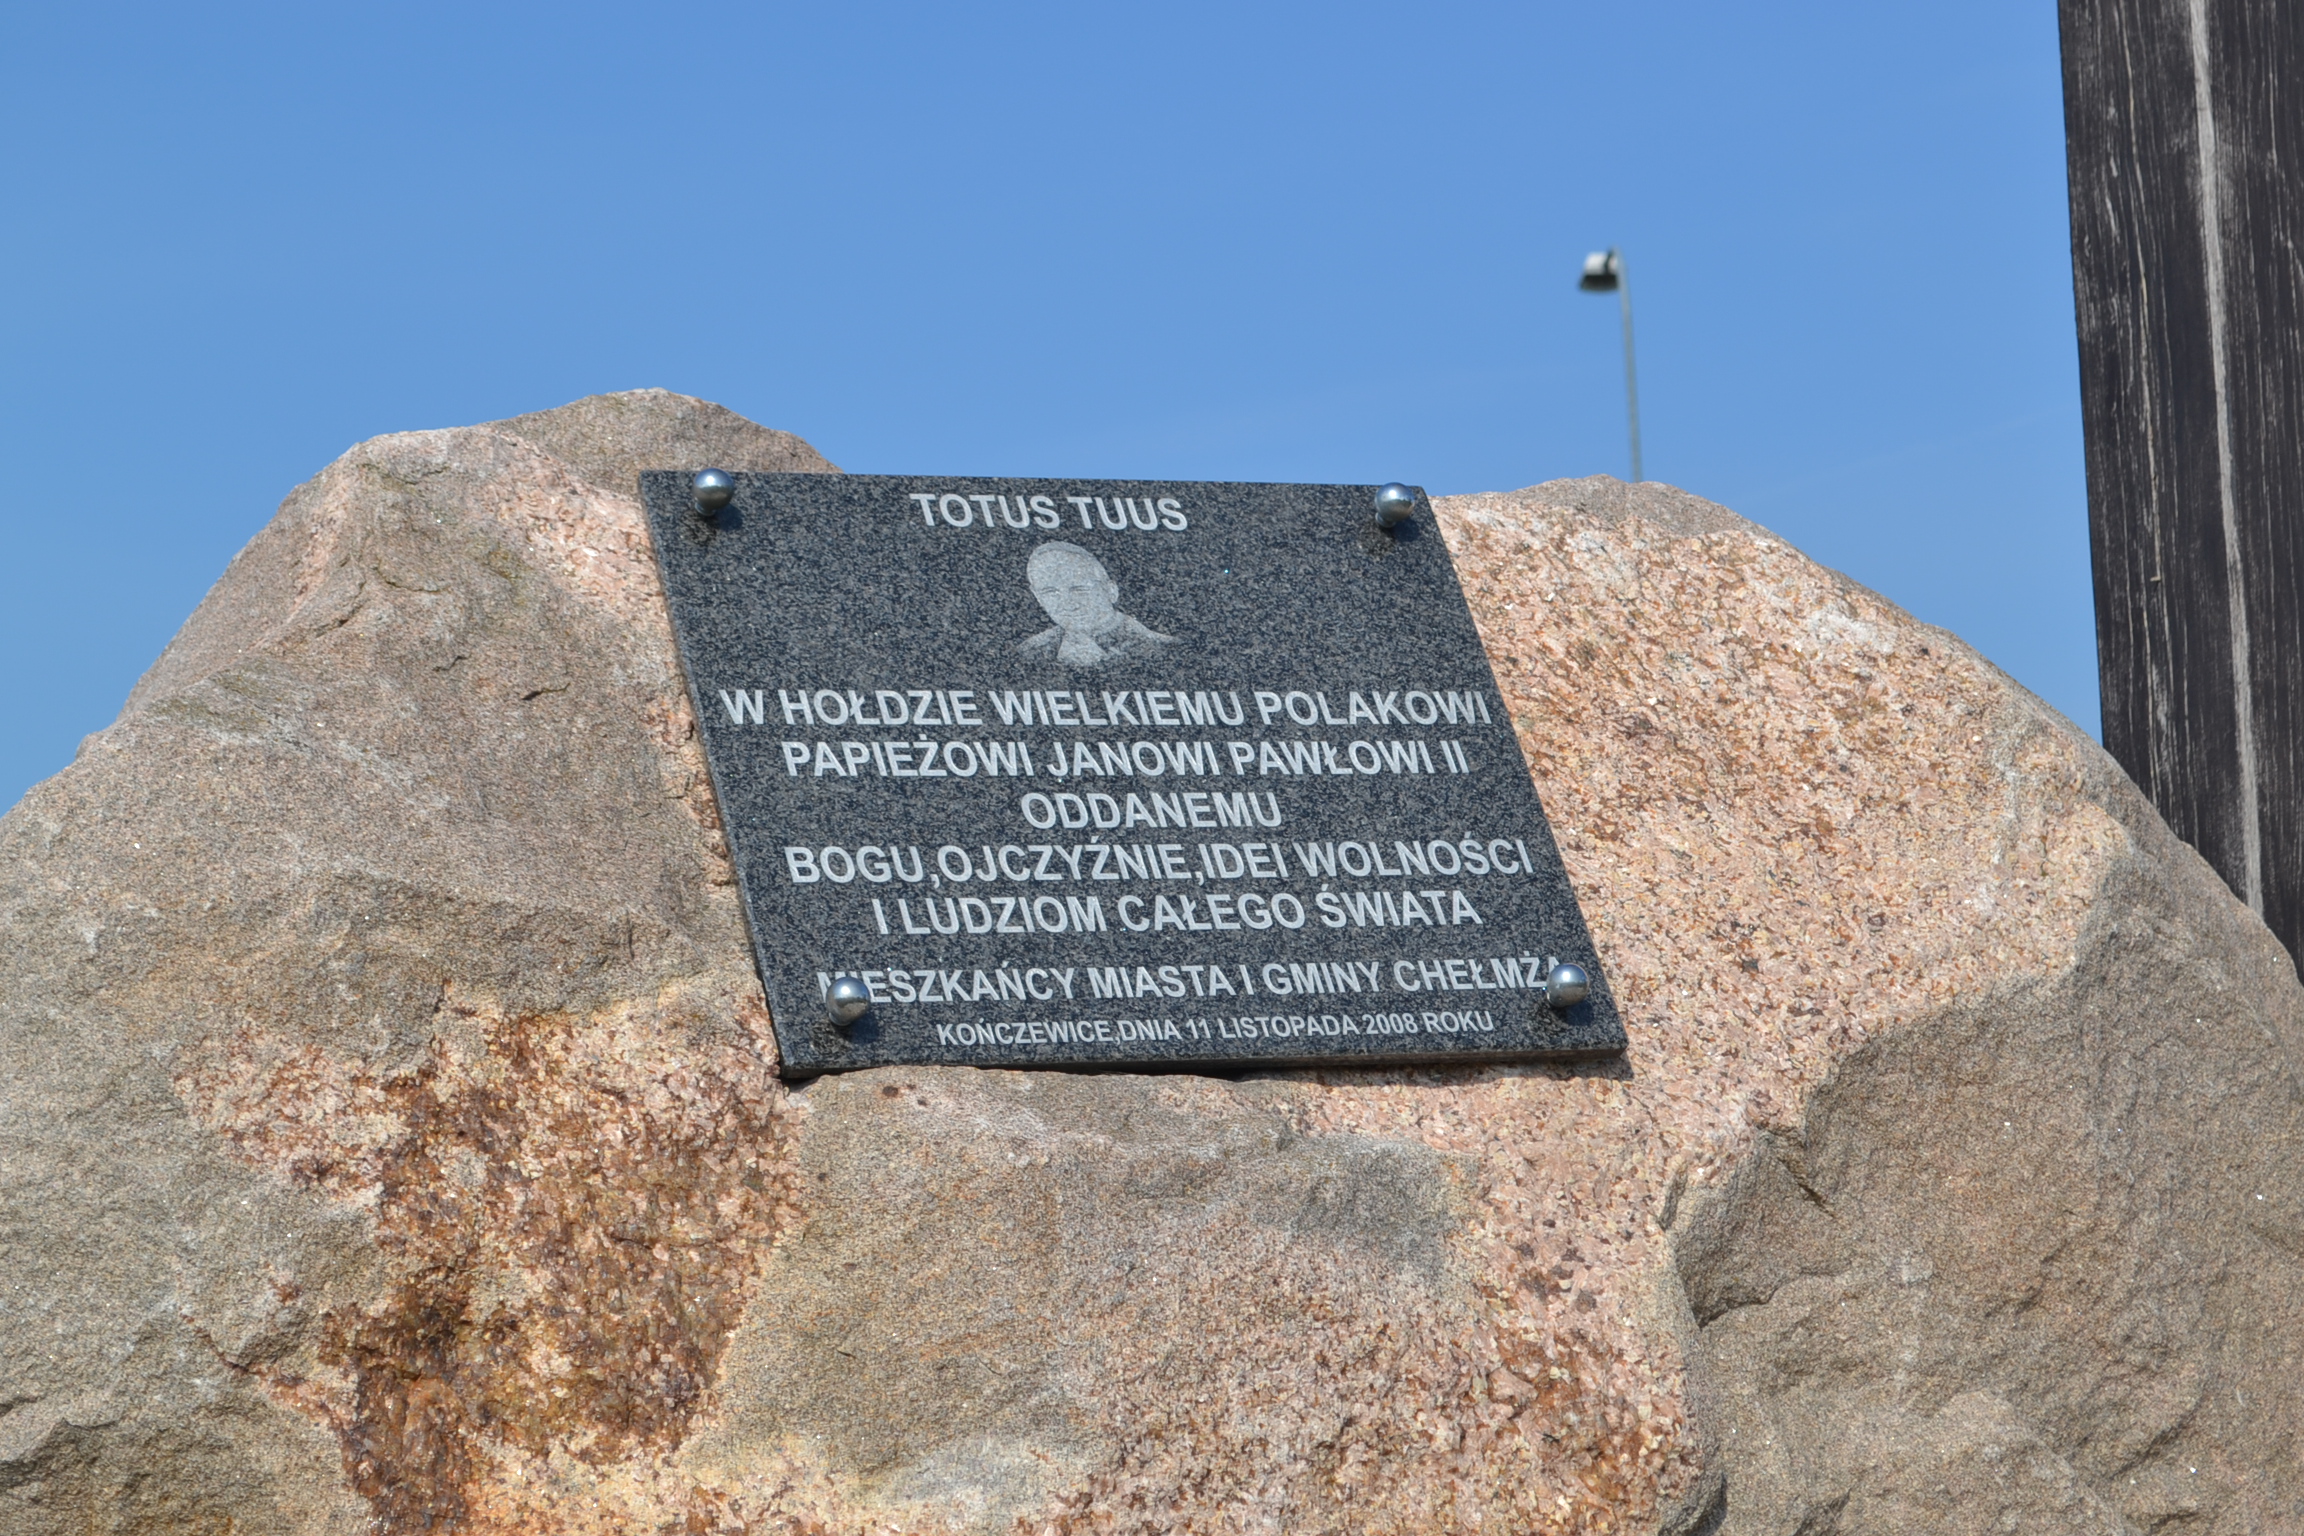 TOTUS TUUS
W HOŁDZIE WIELKIEMU POLAKOWI
PAPIEŻOWI JANOWI PAWŁOWI II
ODDANEMU
BOGU,OJCZYŹNIE,IDEI WOLNOŚCI
I LUDZIOM CAŁEGO ŚWIATA
MIESZKAŃCY MIASTA I GMINY CHEŁMŻA
KOŃCZEWICE,DNIA 11 LISTOPADA 2008 ROKU